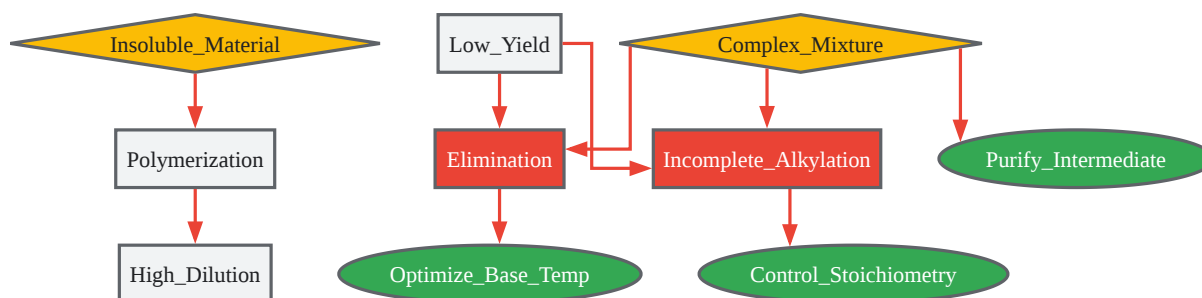 Insoluble_Material
Low_Yield
Complex_Mixture
Polymerization
Elimination
Incomplete_Alkylation
Purify_Intermediate
High_Dilution
Optimize_Base_Temp
Control_Stoichiometry